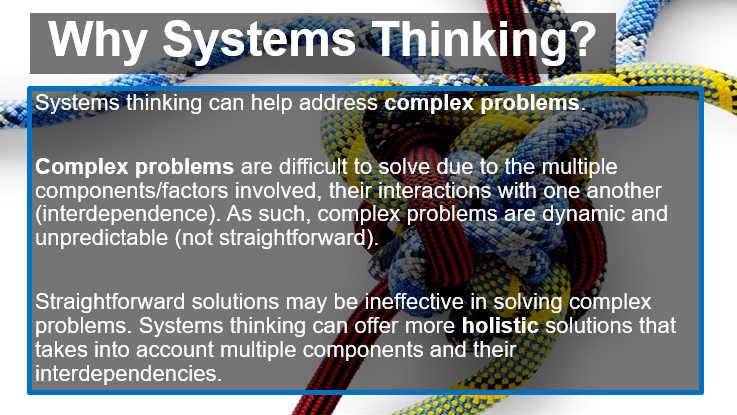 Why Systems Thinking?
Systems thinking can help address complex problems.
Complex problems are difficult to solve due to the multiple
components/factors involved, their interactions with one another
(interdependence). As such, complex problems are dynamic and
unpredictable (not straightforward).
Straightforward solutions may be ineffective in solving complex
problems. Systems thinking can offer more holistic solutions that
takes into account multiple components and their
interdependencies.